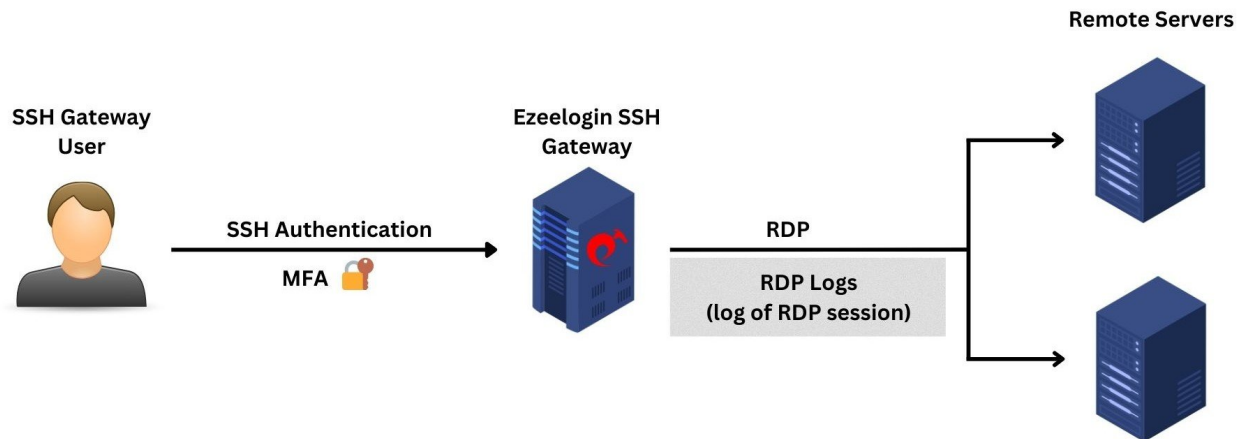 Remote Servers
SSH Gateway
User
Ezeelogin SSH
Gateway
SSH Authentication
MFA
RDP
RDP Logs
(log of RDP session)